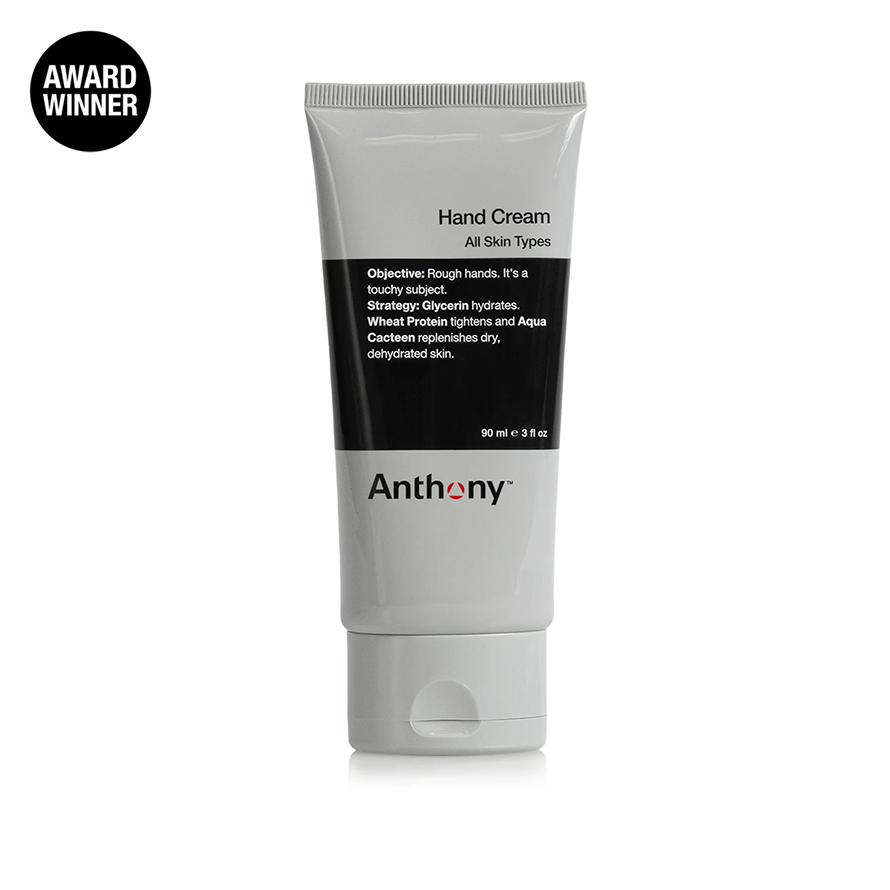 AWARD
WINNER
Hand Cream
All Skin Types
Objective: Rough hands. It's a
touchy subject.
Strategy: Glycerin hydrates.
Wheat Protein tightens and Aqua
Cacteen replenishes dry,
dehydrated skin.
90 ml ℮ 3 fl oz
Anthony™